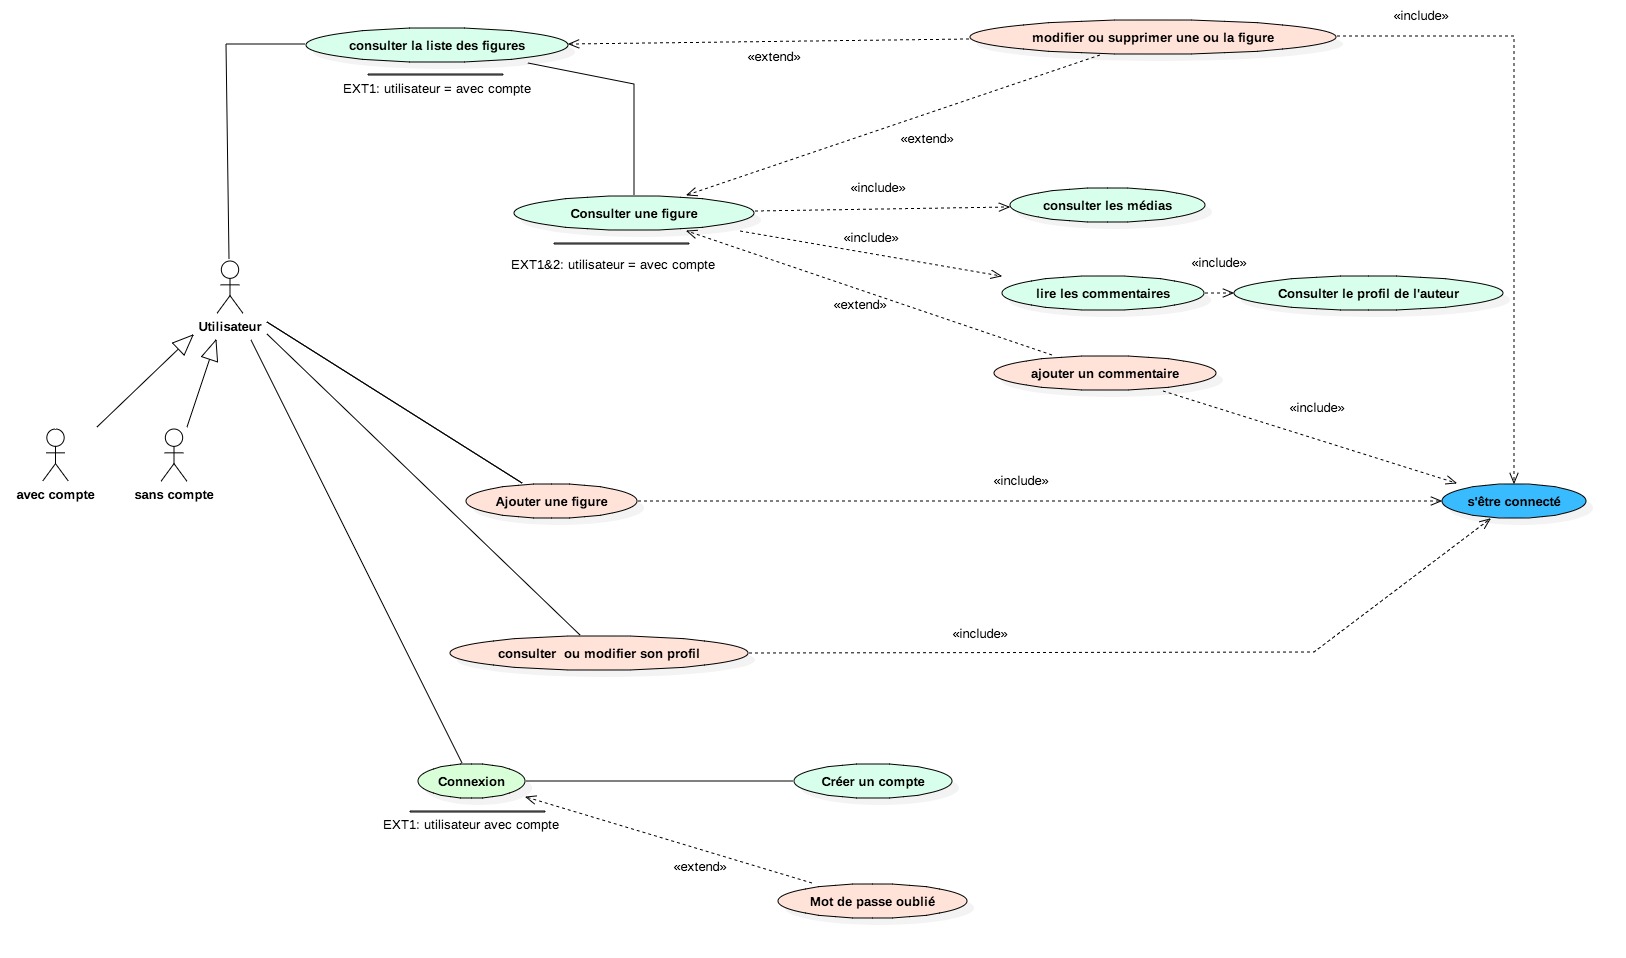 «include»
consulter la liste des figures
modifier ou supprimer une ou la figure
«extend»
EXT1: utilisateur = avec compte
«extend»
«include»
consulter les médias
Consulter une figure
«include»
EXT1&2: utilisateur = avec compte
«include»
lire les commentaires
Consulter le profil de l'auteur
«extend»
Utilisateur
ajouter un commentaire
«include»
avec compte
sans compte
«include»
Ajouter une figure
s'être connecté
«include»
consulter  ou modifier son profil
Connexion
Créer un compte
EXT1: utilisateur avec compte
«extend»
Mot de passe oublié